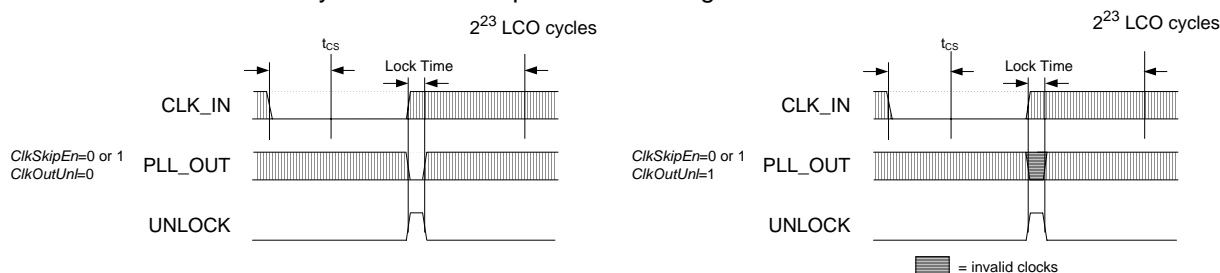 2^23 LCO cycles
t_CS
Lock Time
CLK_IN
ClkSkipEn=0 or 1
ClkOutUnl=0
PLL_OUT
UNLOCK
2^23 LCO cycles
t_CS
Lock Time
CLK_IN
ClkSkipEn=0 or 1
ClkOutUnl=1
PLL_OUT
UNLOCK
= invalid clocks